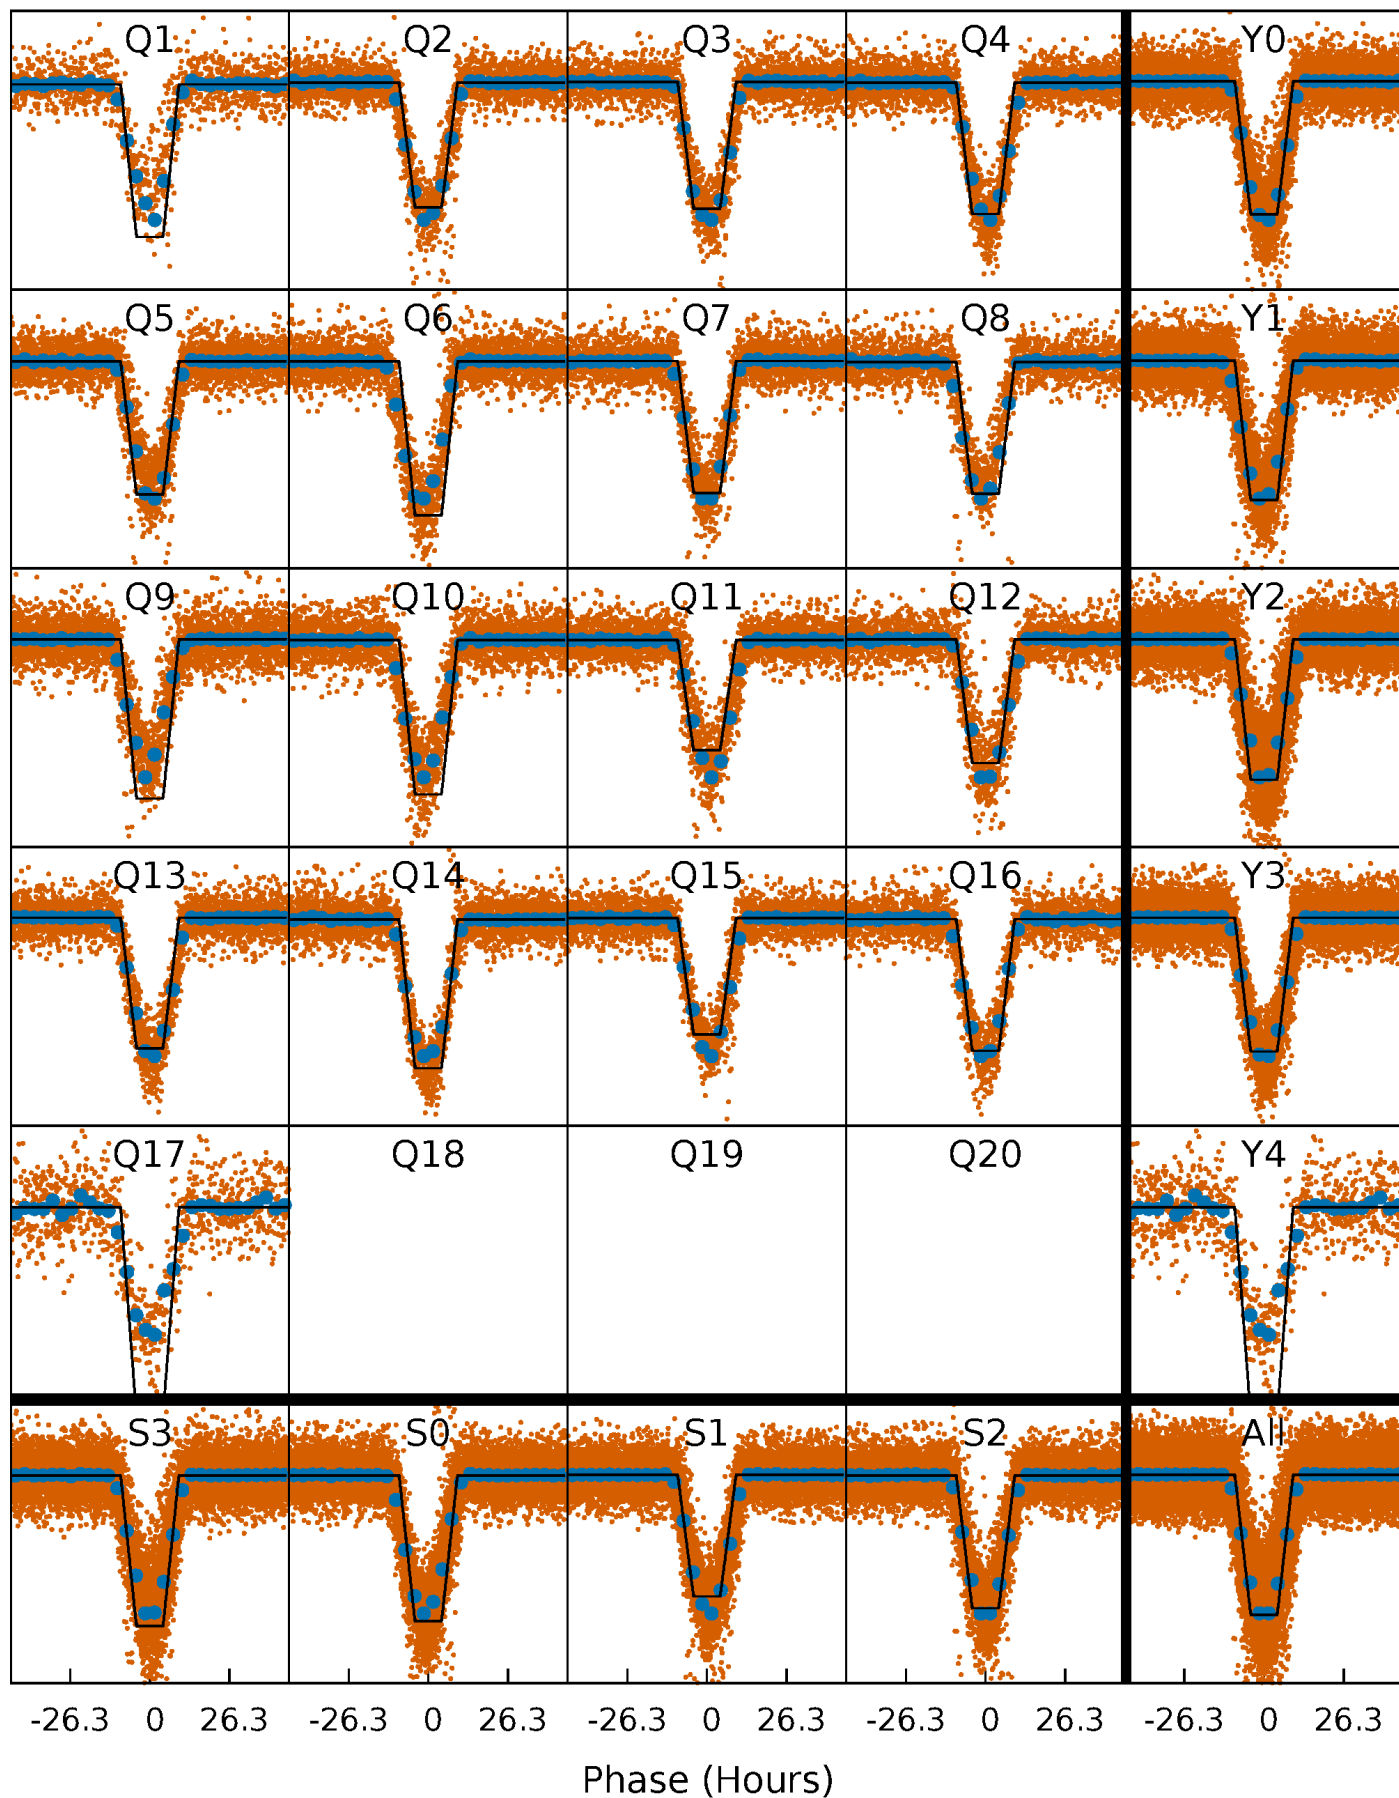 Q1 Q2 Q3 Q4 Y0
Q5 Q6 Q7 Q8 Y1
Q9 Q10 Q11 Q12 Y2
Q13 Q14 Q15 Q16 Y3
Q17 Q18 Q19 Q20 Y4
S3 S0 S1 S2 All
-26.3 0 26.3 -26.3 0 26.3 -26.3 0 26.3 -26.3 0 26.3 -26.3 0 26.3
Phase (Hours)